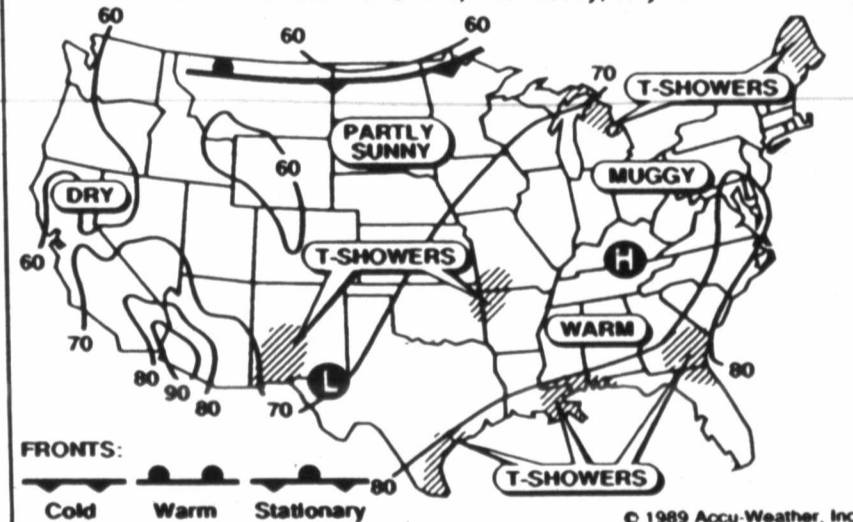 60
60
60
70
T-SHOWERS
PARTLY
SUNNY
60
MUGGY
DRY
60
T-SHOWERS
H
WARM
70
80
90
80
L
70
80
FRONTS:
80
T-SHOWERS
Cold
Warm
Stationary
© 1989 Accu-Weather, Inc